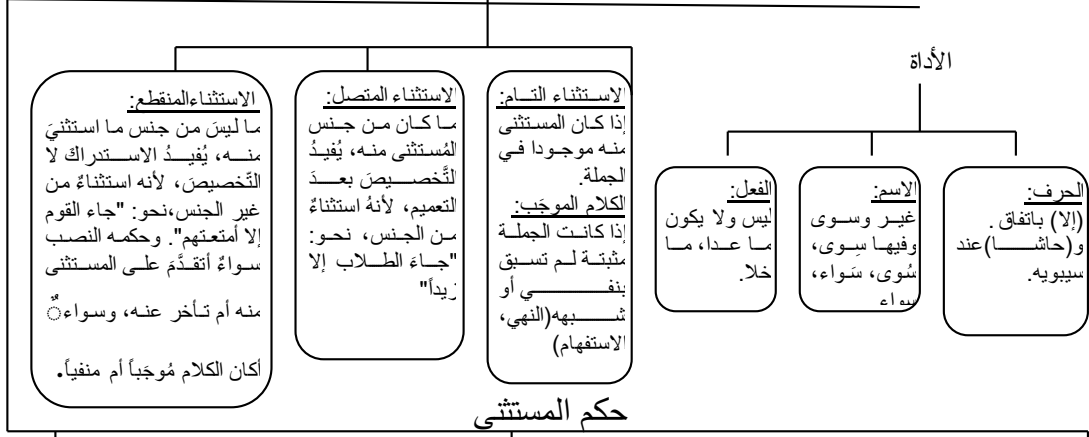 الأداة
الحرف:
(إلا) باتفاق .
و(حاشا)عند
سيبويه.
الاسم:
غير وسوى
وفيها سِوى،
سُوى، سَواء،
سواء
الفعل:
ليس ولا يكون
ما عدا، ما
خلا.
الاستثناء التام:
إذا كان المستثنى
منه موجودا في
الجملة.
الكلام الموجَب:
إذا كانت الجملة
مثبتة لم تسبق
بنفي أو
شبهه(النهي،
الاستفهام)
الاستثناء المتصل:
ما كان من جنس
المُستثنى منه، يُفيدُ
التَّخصيصَ بعدَ
التعميم، لأنهُ استثناءٌ
من الجنس، نحو:
"جاءَ الطلاب إلا
زيداً"
الاستثناءالمنقطع:
ما ليسَ من جنس ما استثنيَ
منه، يُفيدُ الاستدراكَ لا
التَّخصيصَ، لأنه استثناءٌ من
غير الجنس،نحو: "جاء القوم
إلا أمتعتهم". وحكمه النصب
سواءٌ أتقدَّمَ على المستثنى
منه أم تأخر عنه، وسواءٌ
أكان الكلام مُوجَباً أم منفياً.
حكم المستثنى